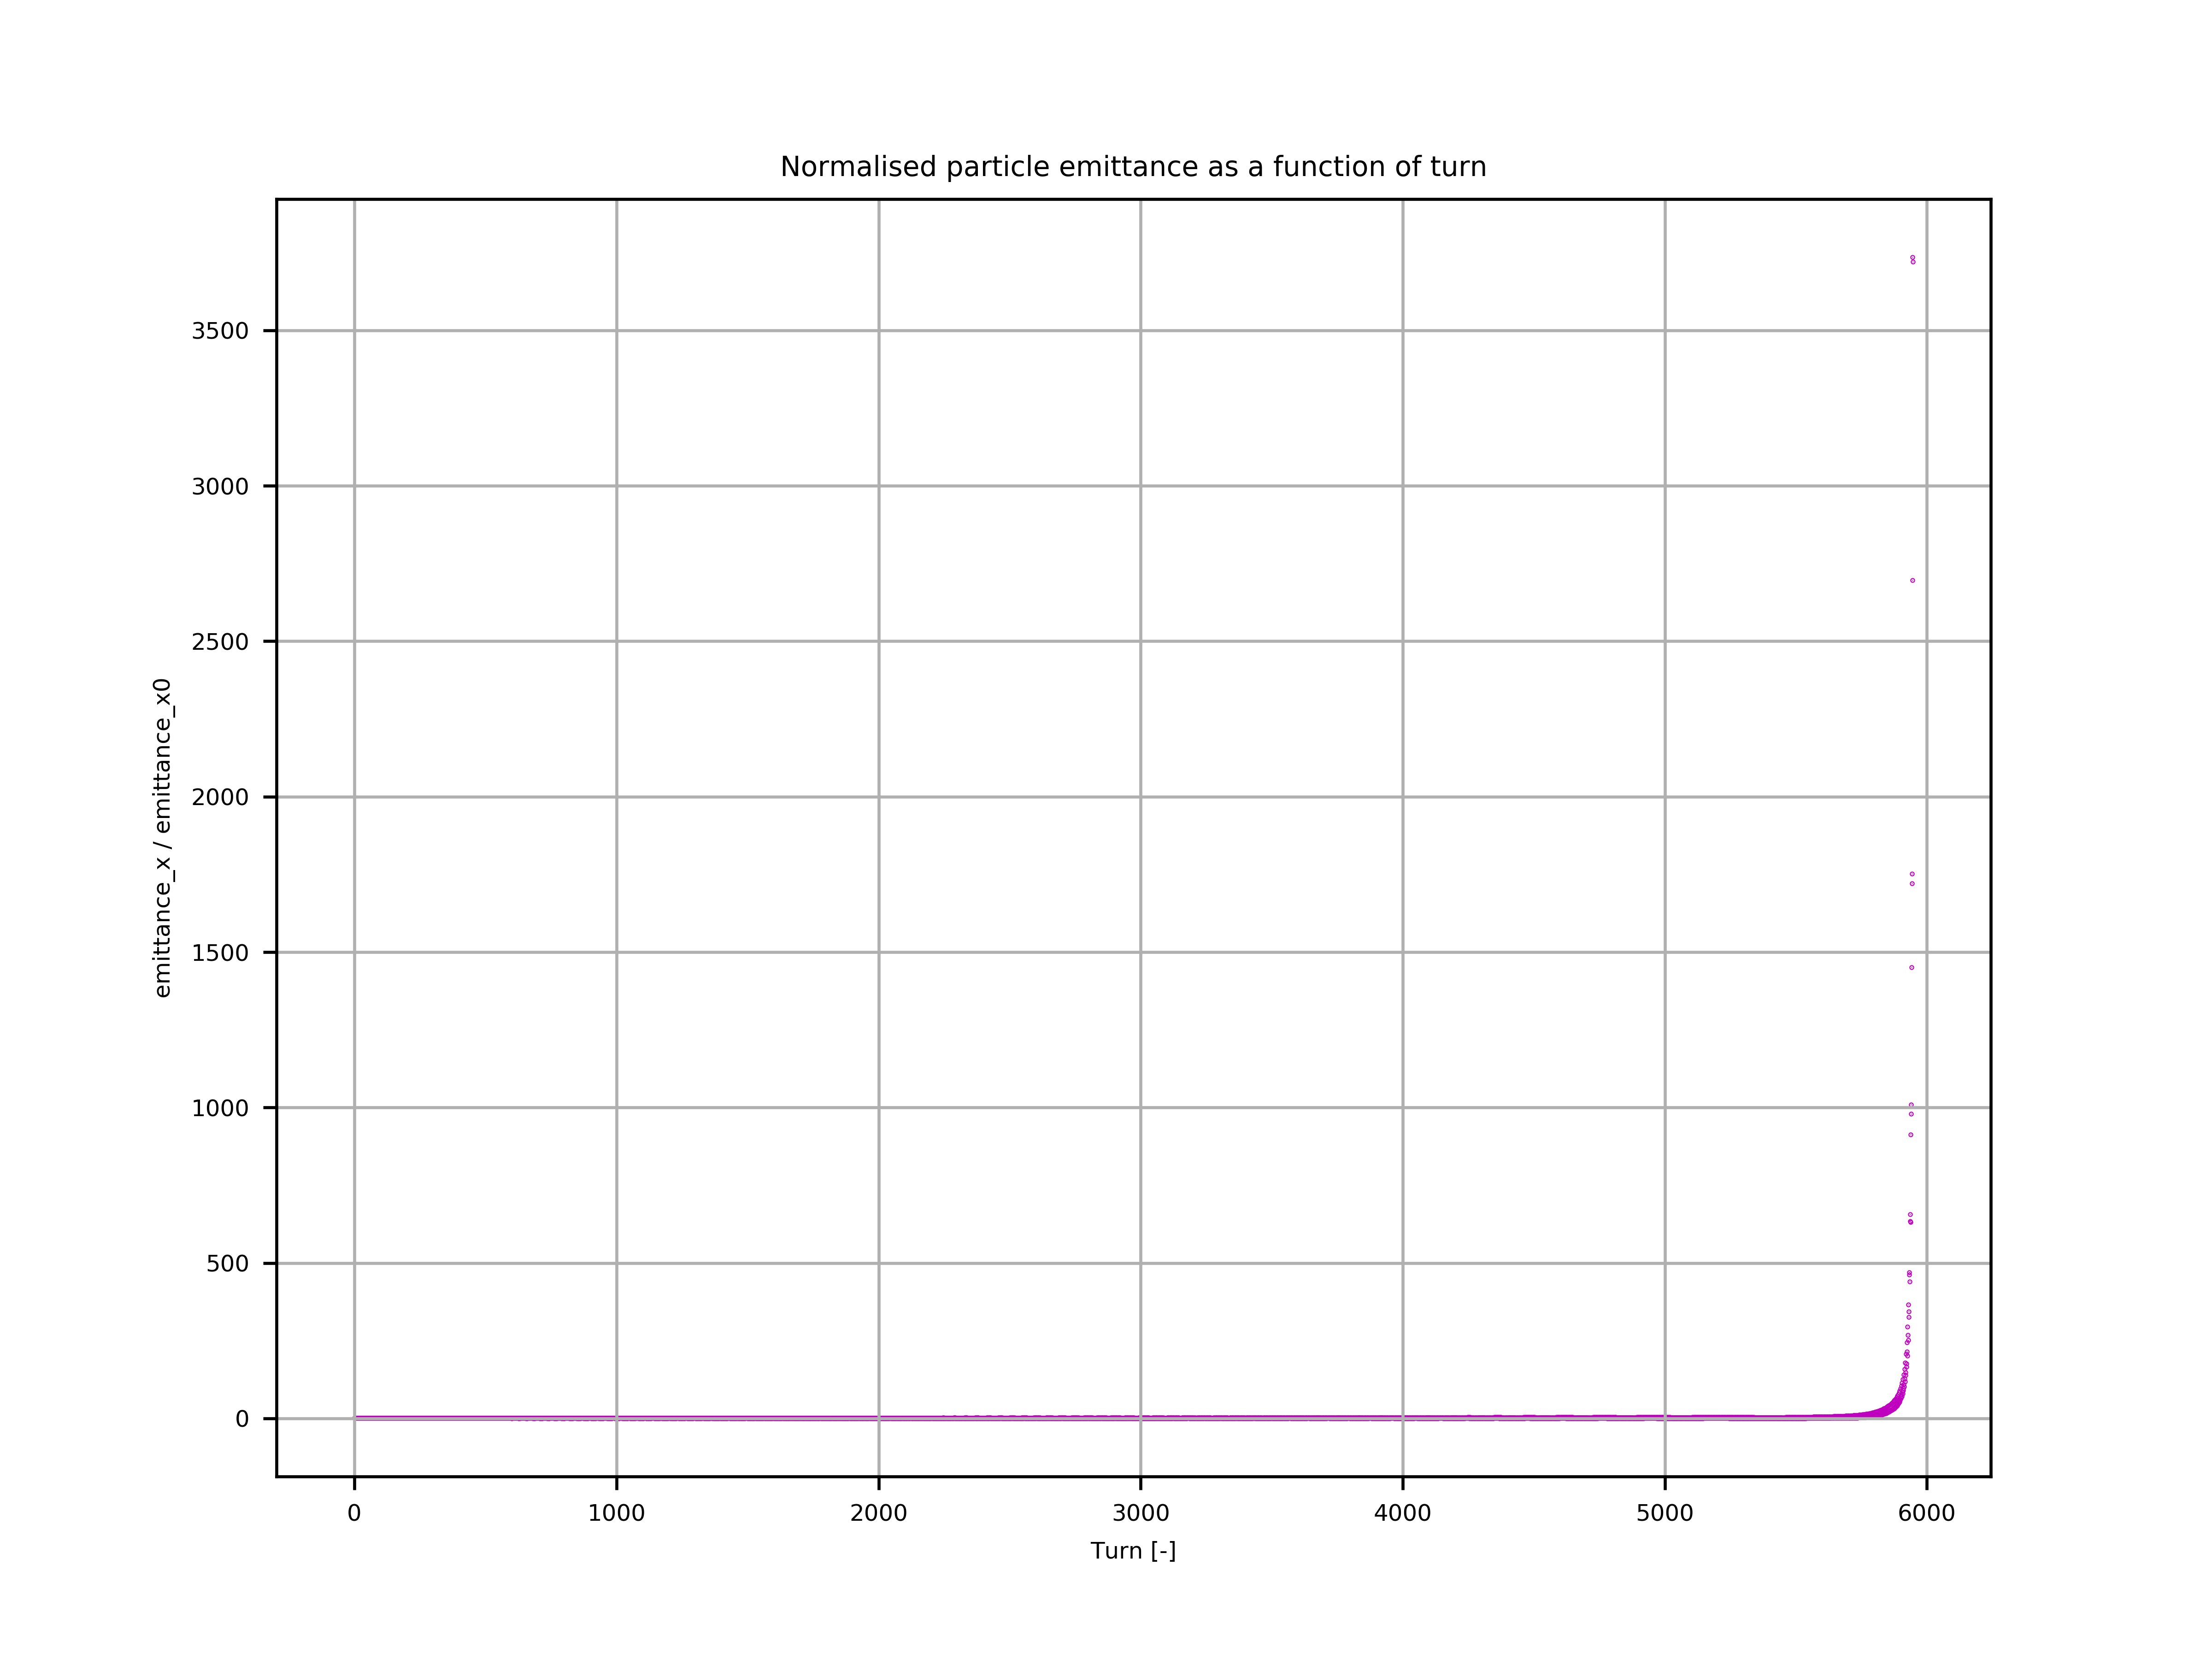 Normalised particle emittance as a function of turn
emittance_x / emittance_x0
3500
3000
2500
2000
1500
1000
500
0
0 1000 2000 3000 4000 5000 6000
Turn [-]